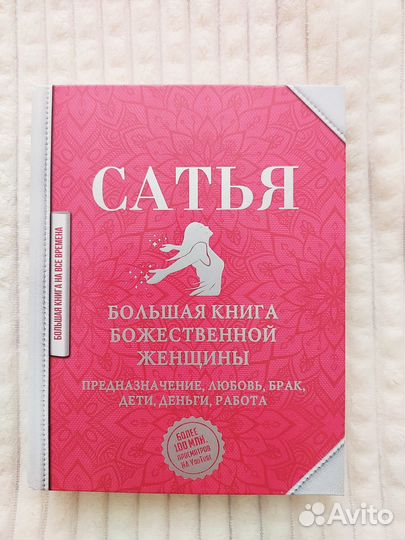 САТЬЯ
БОЛЬШАЯ КНИГА НА ВСЕ ВРЕМЕНА
БОЛЬШАЯ КНИГА
БОЖЕСТВЕННОЙ
ЖЕНЩИНЫ
ПРЕДНАЗНАЧЕНИЕ, ЛЮБОВЬ, БРАК,
ДЕТИ, ДЕНЬГИ, РАБОТА
БОЛЕЕ
100 МЛН.
ПРОСМОТРОВ
НА YouTube
Avito